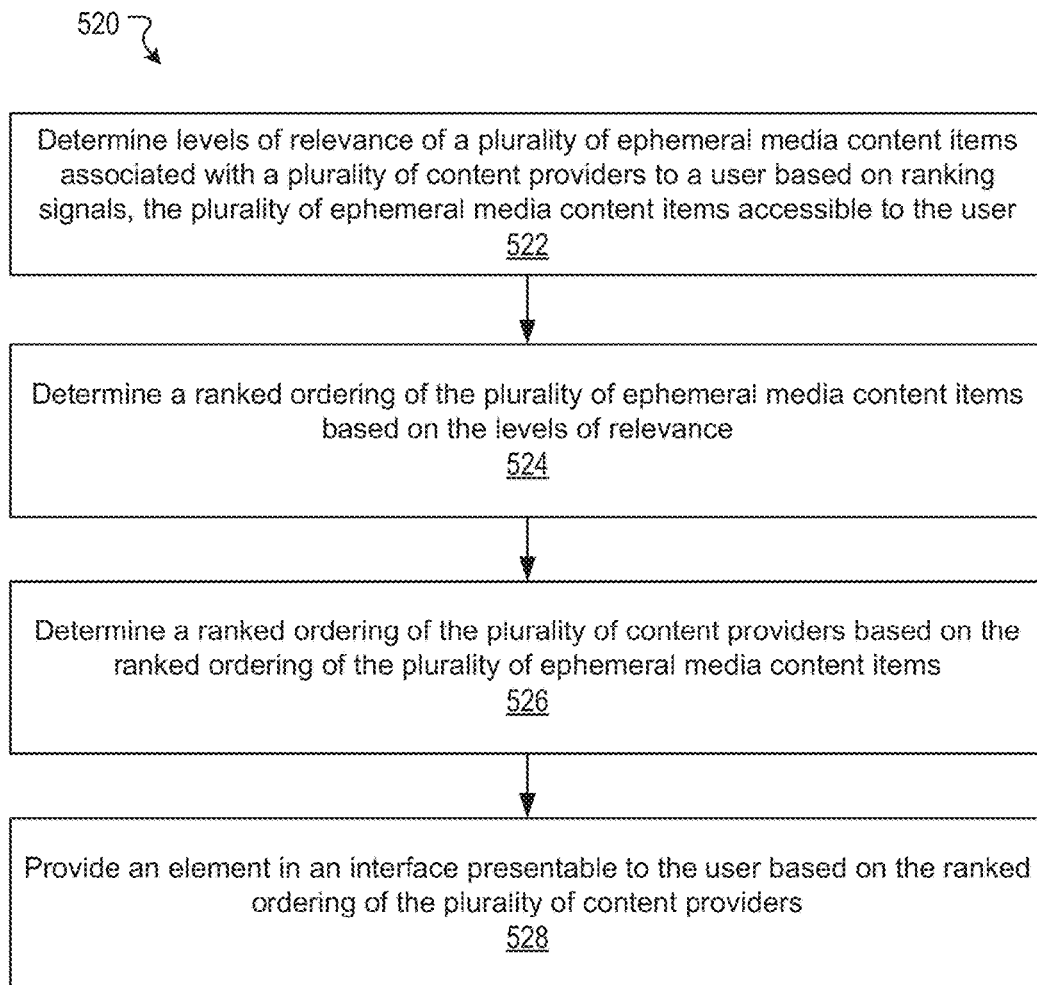 520
Determine levels of relevance of a plurality of ephemeral media content items
associated with a plurality of content providers to a user based on ranking
signals, the plurality of ephemeral media content items accessible to the user
522
Determine a ranked ordering of the plurality of ephemeral media content items
based on the levels of relevance
524
Determine a ranked ordering of the plurality of content providers based on the
ranked ordering of the plurality of ephemeral media content items
526
Provide an element in an interface presentable to the user based on the ranked
ordering of the plurality of content providers
528